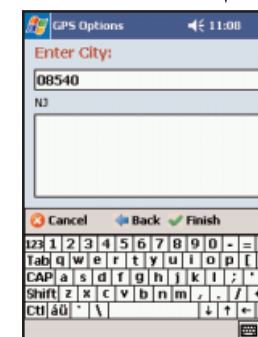 GPS Options 11:08
Enter City:
08540
NJ
Cancel Back Finish
123 1 2 3 4 5 6 7 8 9 0 - =
Tab q w e r t y u i o p [
CAP a s d f g h j k l ; '
Shift z x c v b n m , . /
Ctl áü ` \ ↓ ↑ ←